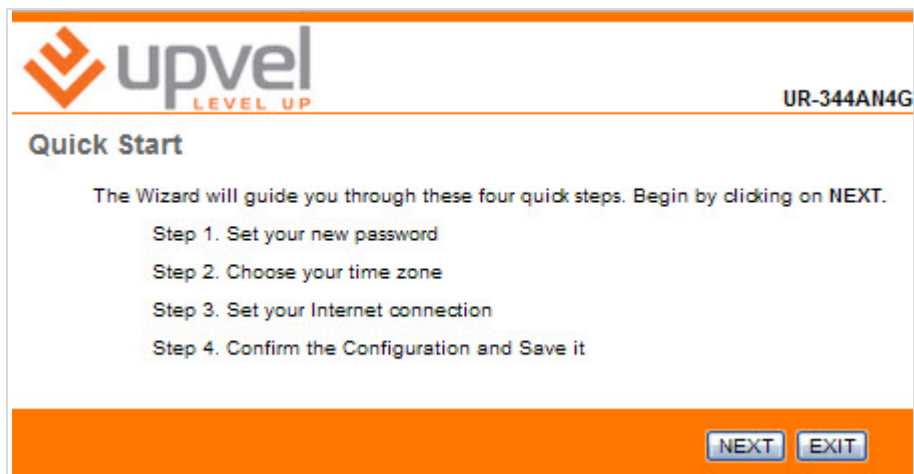 upvel
LEVEL UP
UR-344AN4G
Quick Start
The Wizard will guide you through these four quick steps. Begin by clicking on NEXT.
Step 1. Set your new password
Step 2. Choose your time zone
Step 3. Set your Internet connection
Step 4. Confirm the Configuration and Save it
NEXT EXIT